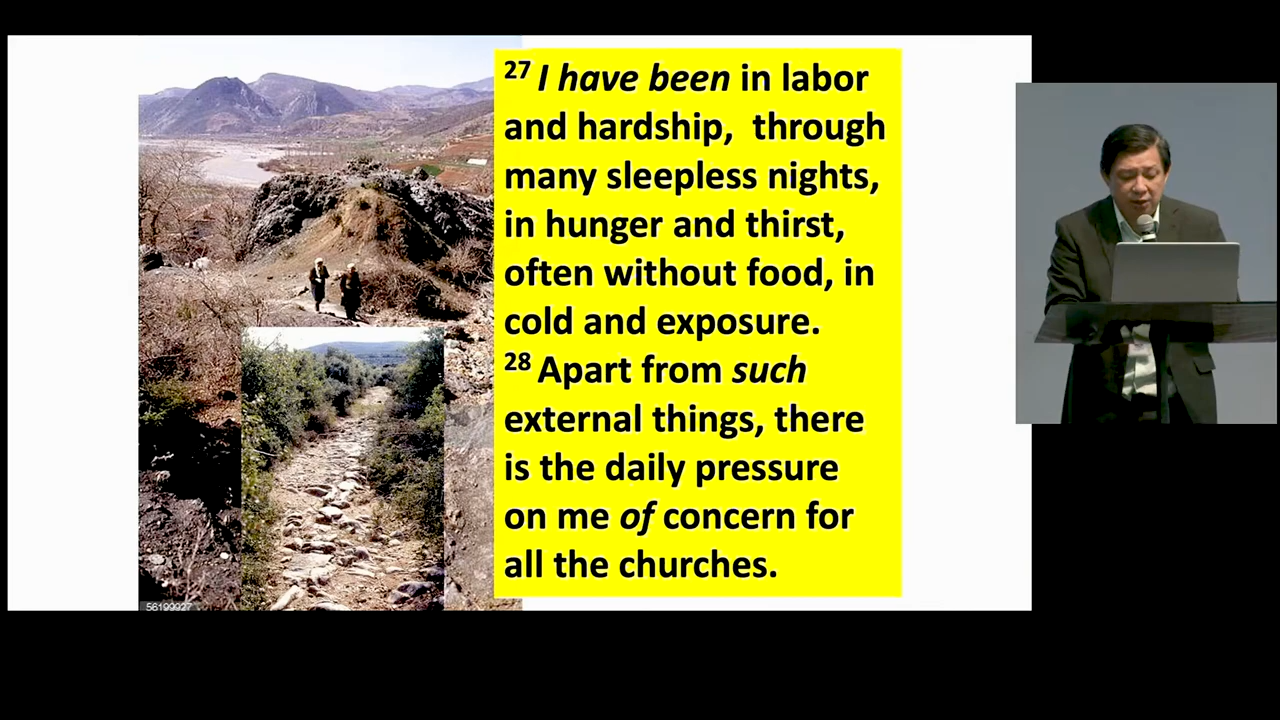 27 I have been in labor
and hardship,  through
many sleepless nights,
in hunger and thirst,
often without food, in
cold and exposure.
28 Apart from such
external things, there
is the daily pressure
on me of concern for
all the churches.
56199927